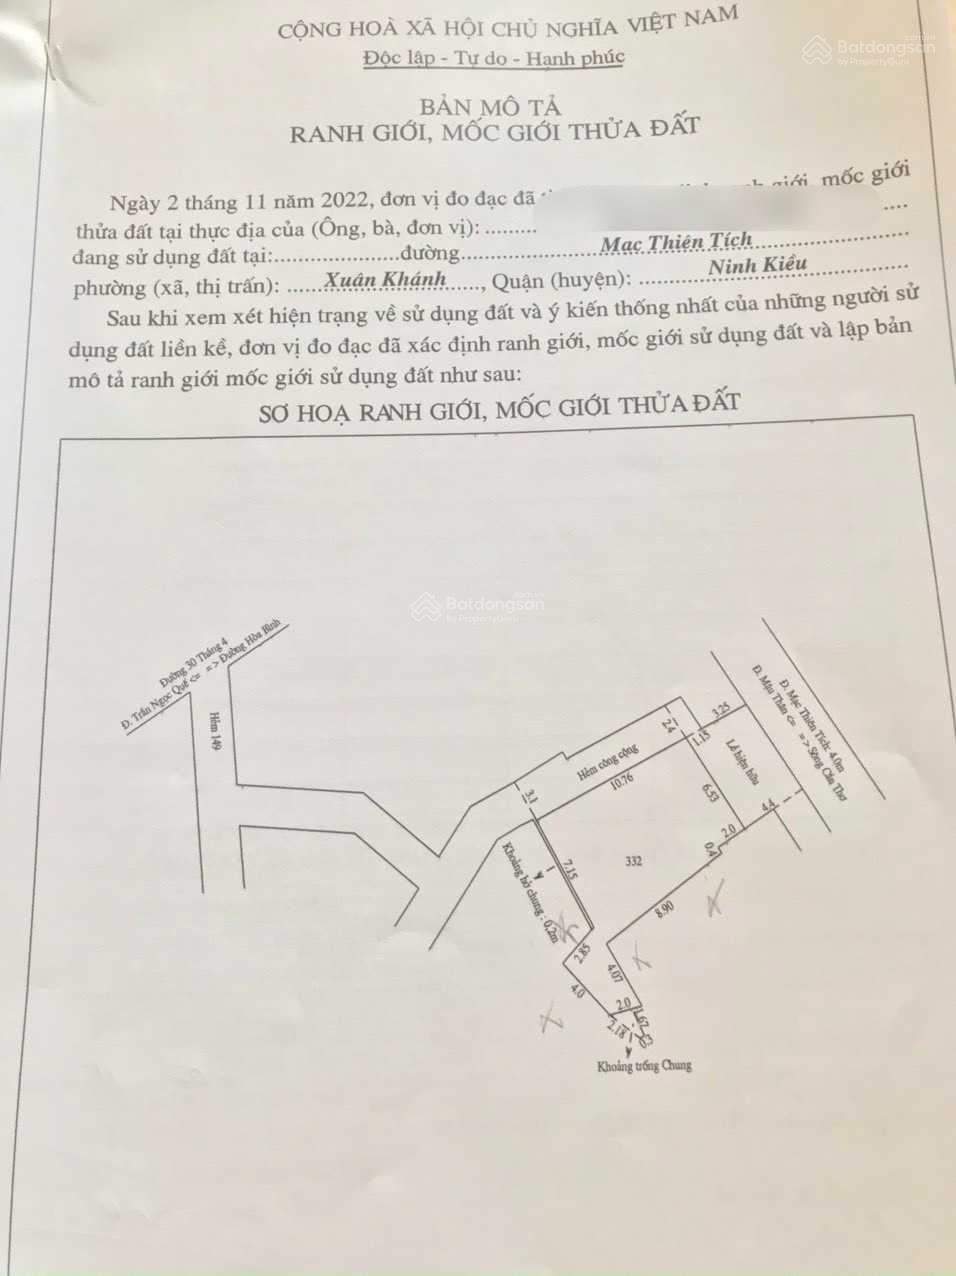 CỘNG HOÀ XÃ HỘI CHỦ NGHĨA VIỆT NAM
Độc lập - Tự do - Hạnh phúc
Batdongsan
by PropertyGuru
BẢN MÔ TẢ
RANH GIỚI, MỐC GIỚI THỬA ĐẤT
Ngày 2 tháng 11 năm 2022, đơn vị đo đạc đã giới, mốc giới
thửa đất tại thực địa của (Ông, bà, đơn vị): .........
đang sử dụng đất tại:.....................đường.......................Mạc Thiên Tích..........................
phường (xã, thị trấn): ......Xuân Khánh......, Quận (huyện): ............Ninh Kiều.................
Sau khi xem xét hiện trạng về sử dụng đất và ý kiến thống nhất của những người sử
dụng đất liền kề, đơn vị đo đạc đã xác định ranh giới, mốc giới sử dụng đất và lập bản
mô tả ranh giới mốc giới sử dụng đất như sau:
SƠ HOẠ RANH GIỚI, MỐC GIỚI THỬA ĐẤT
Batdongsan
by PropertyGuru
Đường 30 Tháng 4
Đ. Trần Ngọc Quế <= => Đường Hòa Bình
Hẻm 149
Đ. Mạc Thiên Tích: 4.0m
Đ. Mậu Thân <= => Sông Cần Thơ
Lề hiện hữu
3.25
1.15
2.4
Hẻm công cộng
10.76
3.1
6.53
4.4
2.0
0.4
332
7.15
Khoảng hở chung : 0,2m
8.90
2.85
4.07
4.0
2.0
1.67
2.18
Khoảng trống Chung